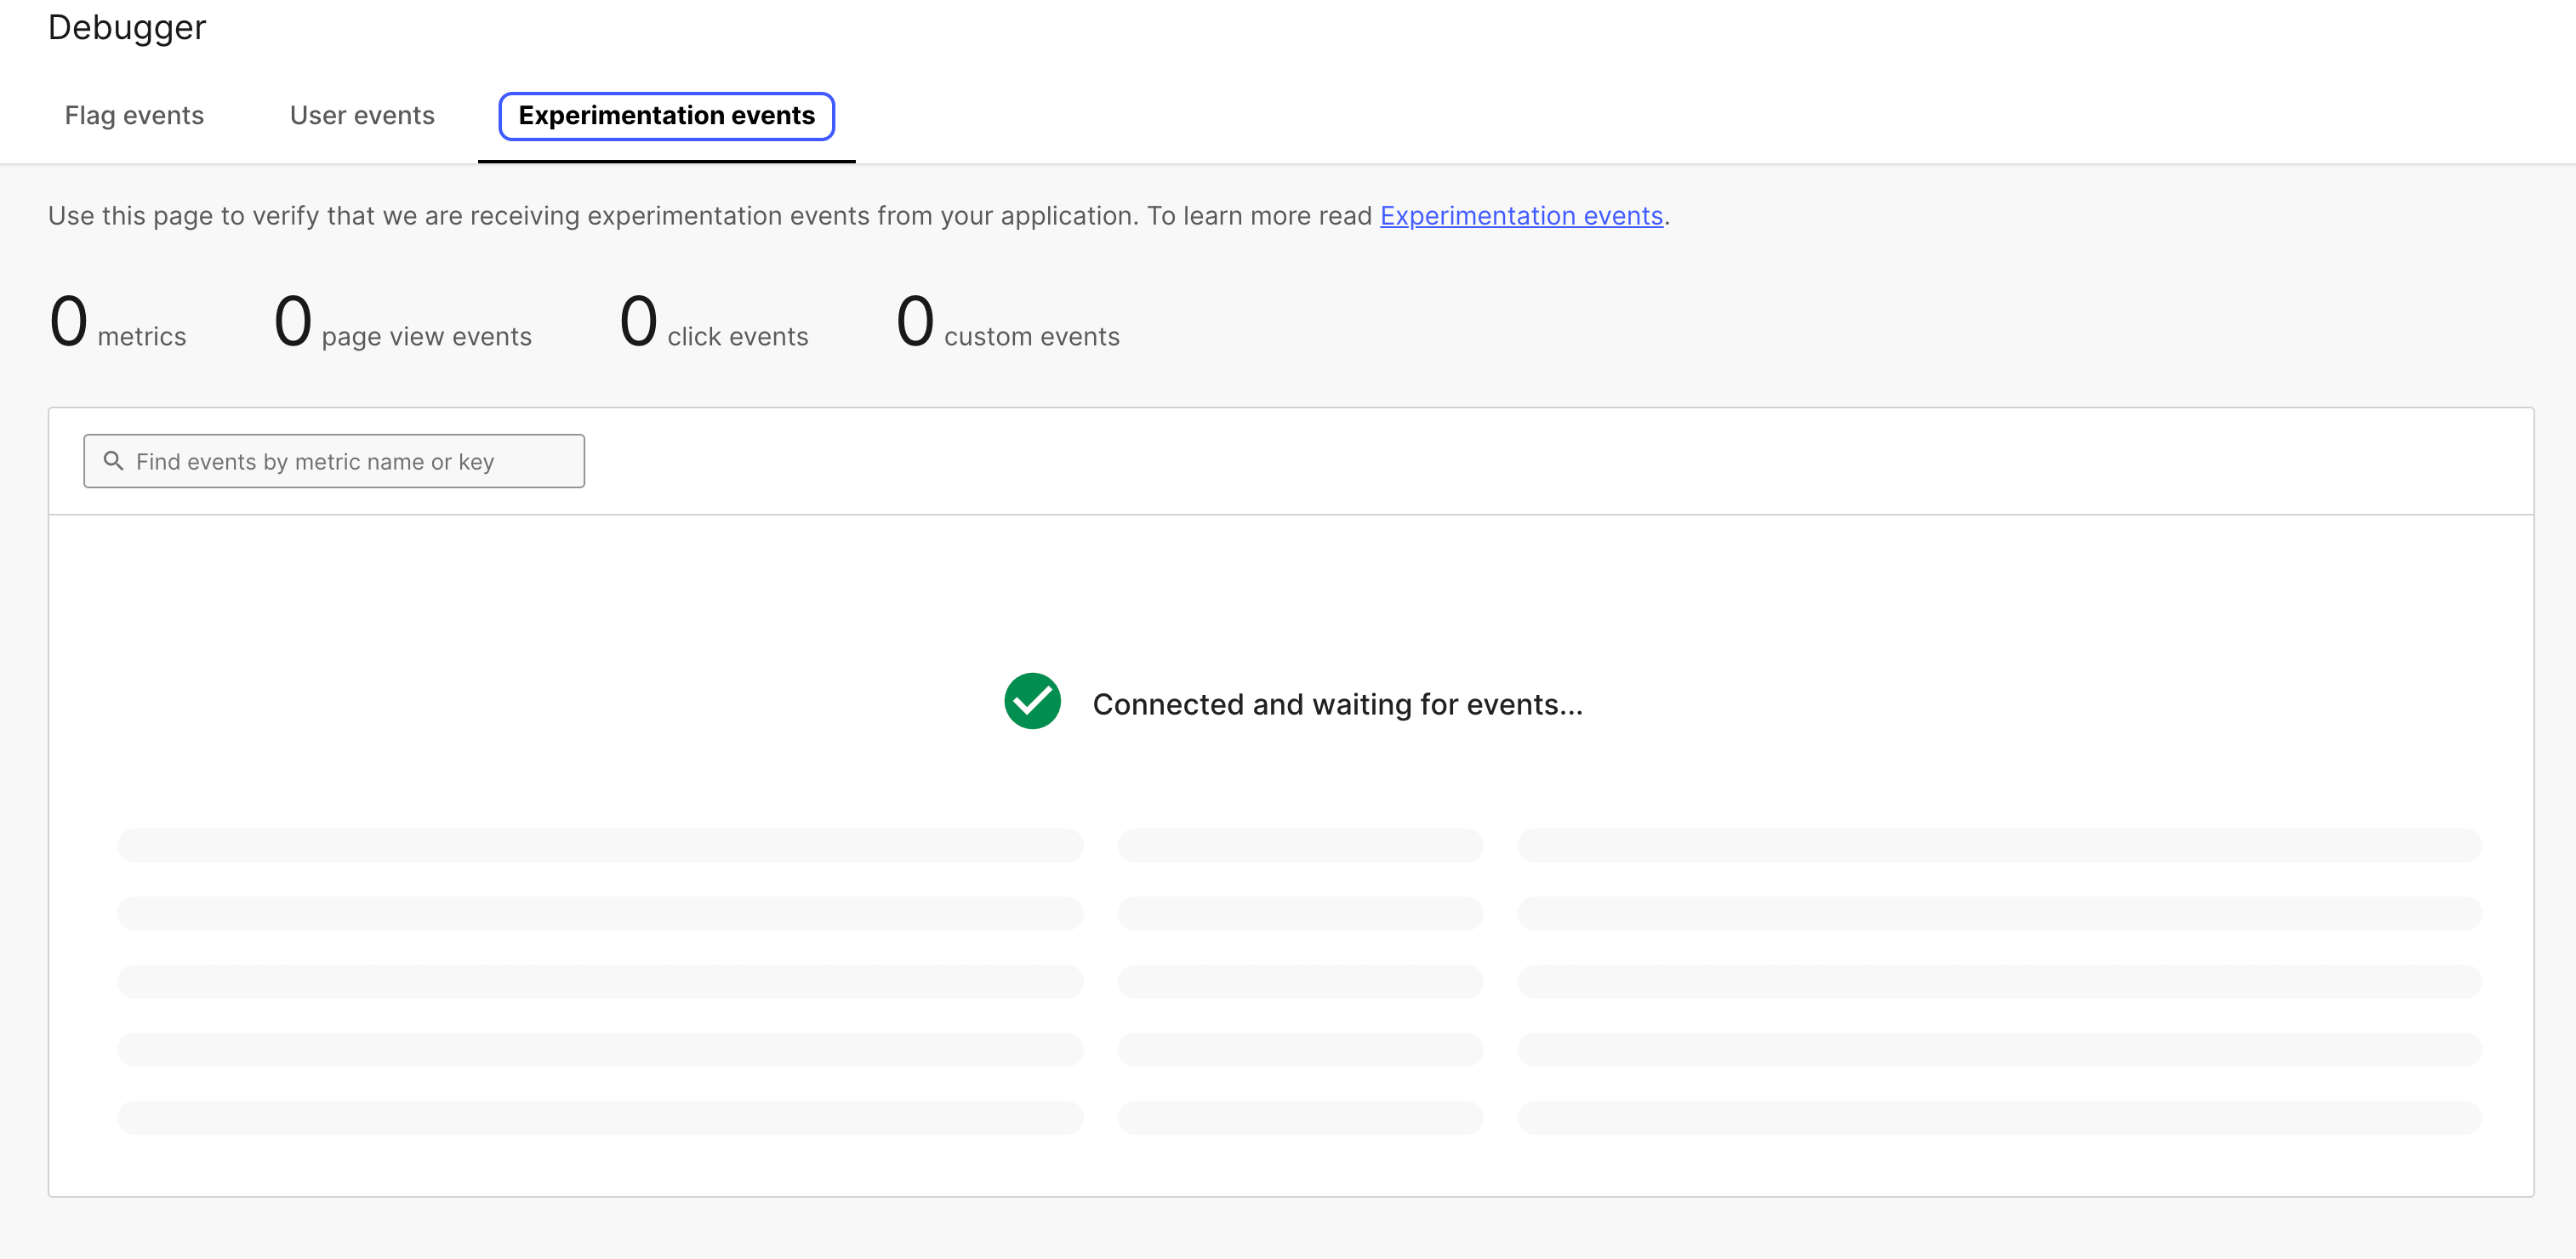 Debugger
Flag events User events Experimentation events
Use this page to verify that we are receiving experimentation events from your application. To learn more read Experimentation events.
0 metrics 0 page view events 0 click events 0 custom events
Find events by metric name or key
Connected and waiting for events...